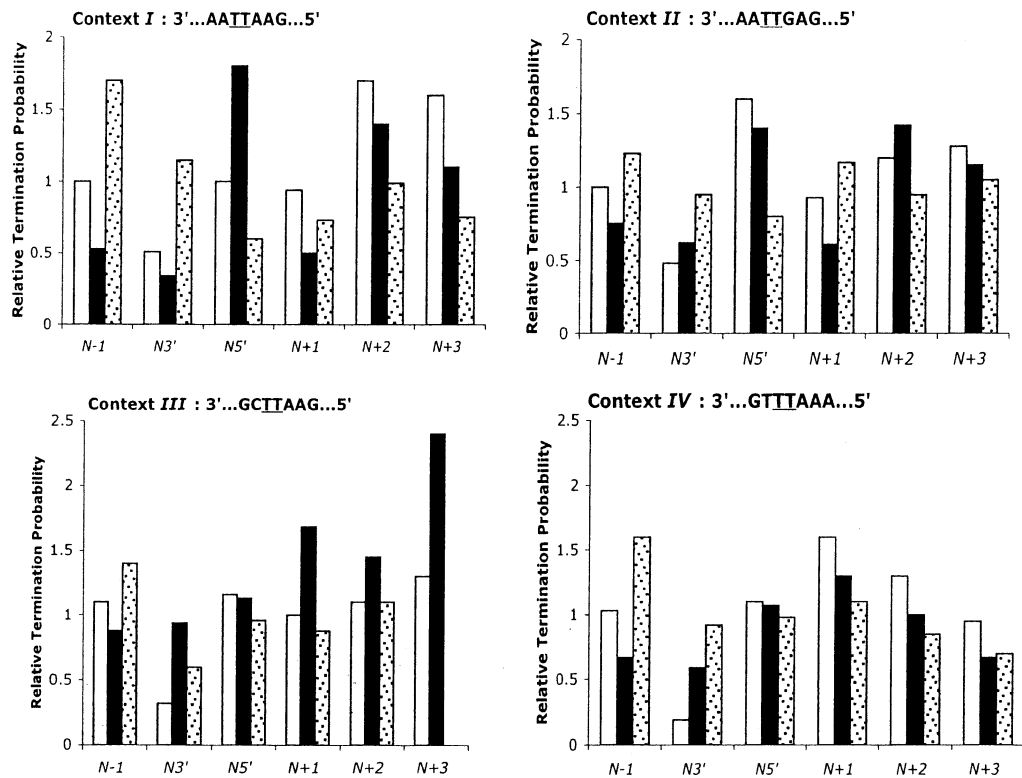 Context I : 3'...AATTAAG...5'
Relative Termination Probability
2
1.5
1
0.5
0
N-1 N3' N5' N+1 N+2 N+3
Context II : 3'...AATTGAG...5'
Relative Termination Probability
2
1.5
1
0.5
0
N-1 N3' N5' N+1 N+2 N+3
Context III : 3'...GCTTAAG...5'
Relative Termination Probability
2.5
2
1.5
1
0.5
0
N-1 N3' N5' N+1 N+2 N+3
Context IV : 3'...GTTTAAA...5'
Relative Termination Probability
2.5
2
1.5
1
0.5
0
N-1 N3' N5' N+1 N+2 N+3